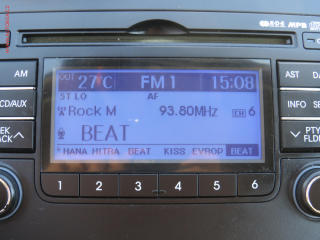 OUT 27°C FM 1 15:08
ST LO AF
Rock M 93.80MHz CH 6
BEAT
HANA HITRA BEAT KISS EVROP BEAT
AM
CD/AUX
AST
INFO
PTY
FLDR
1 2 3 4 5 6